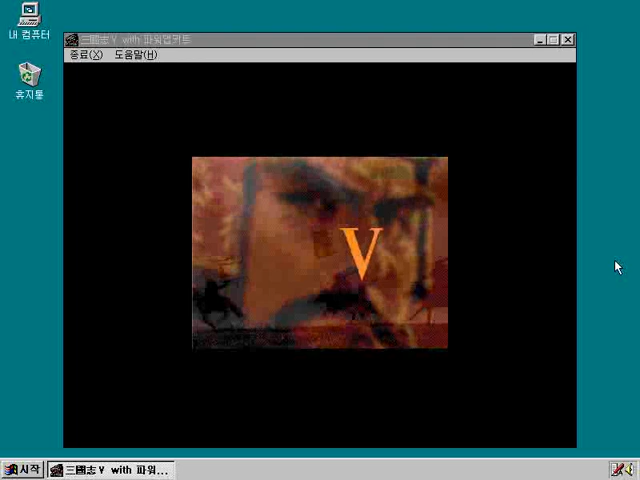 내 컴퓨터
휴지통
三國志Ⅴ with 파워업키트
종료(X) 도움말(H)
V
시작
三國志Ⅴ with 파워...